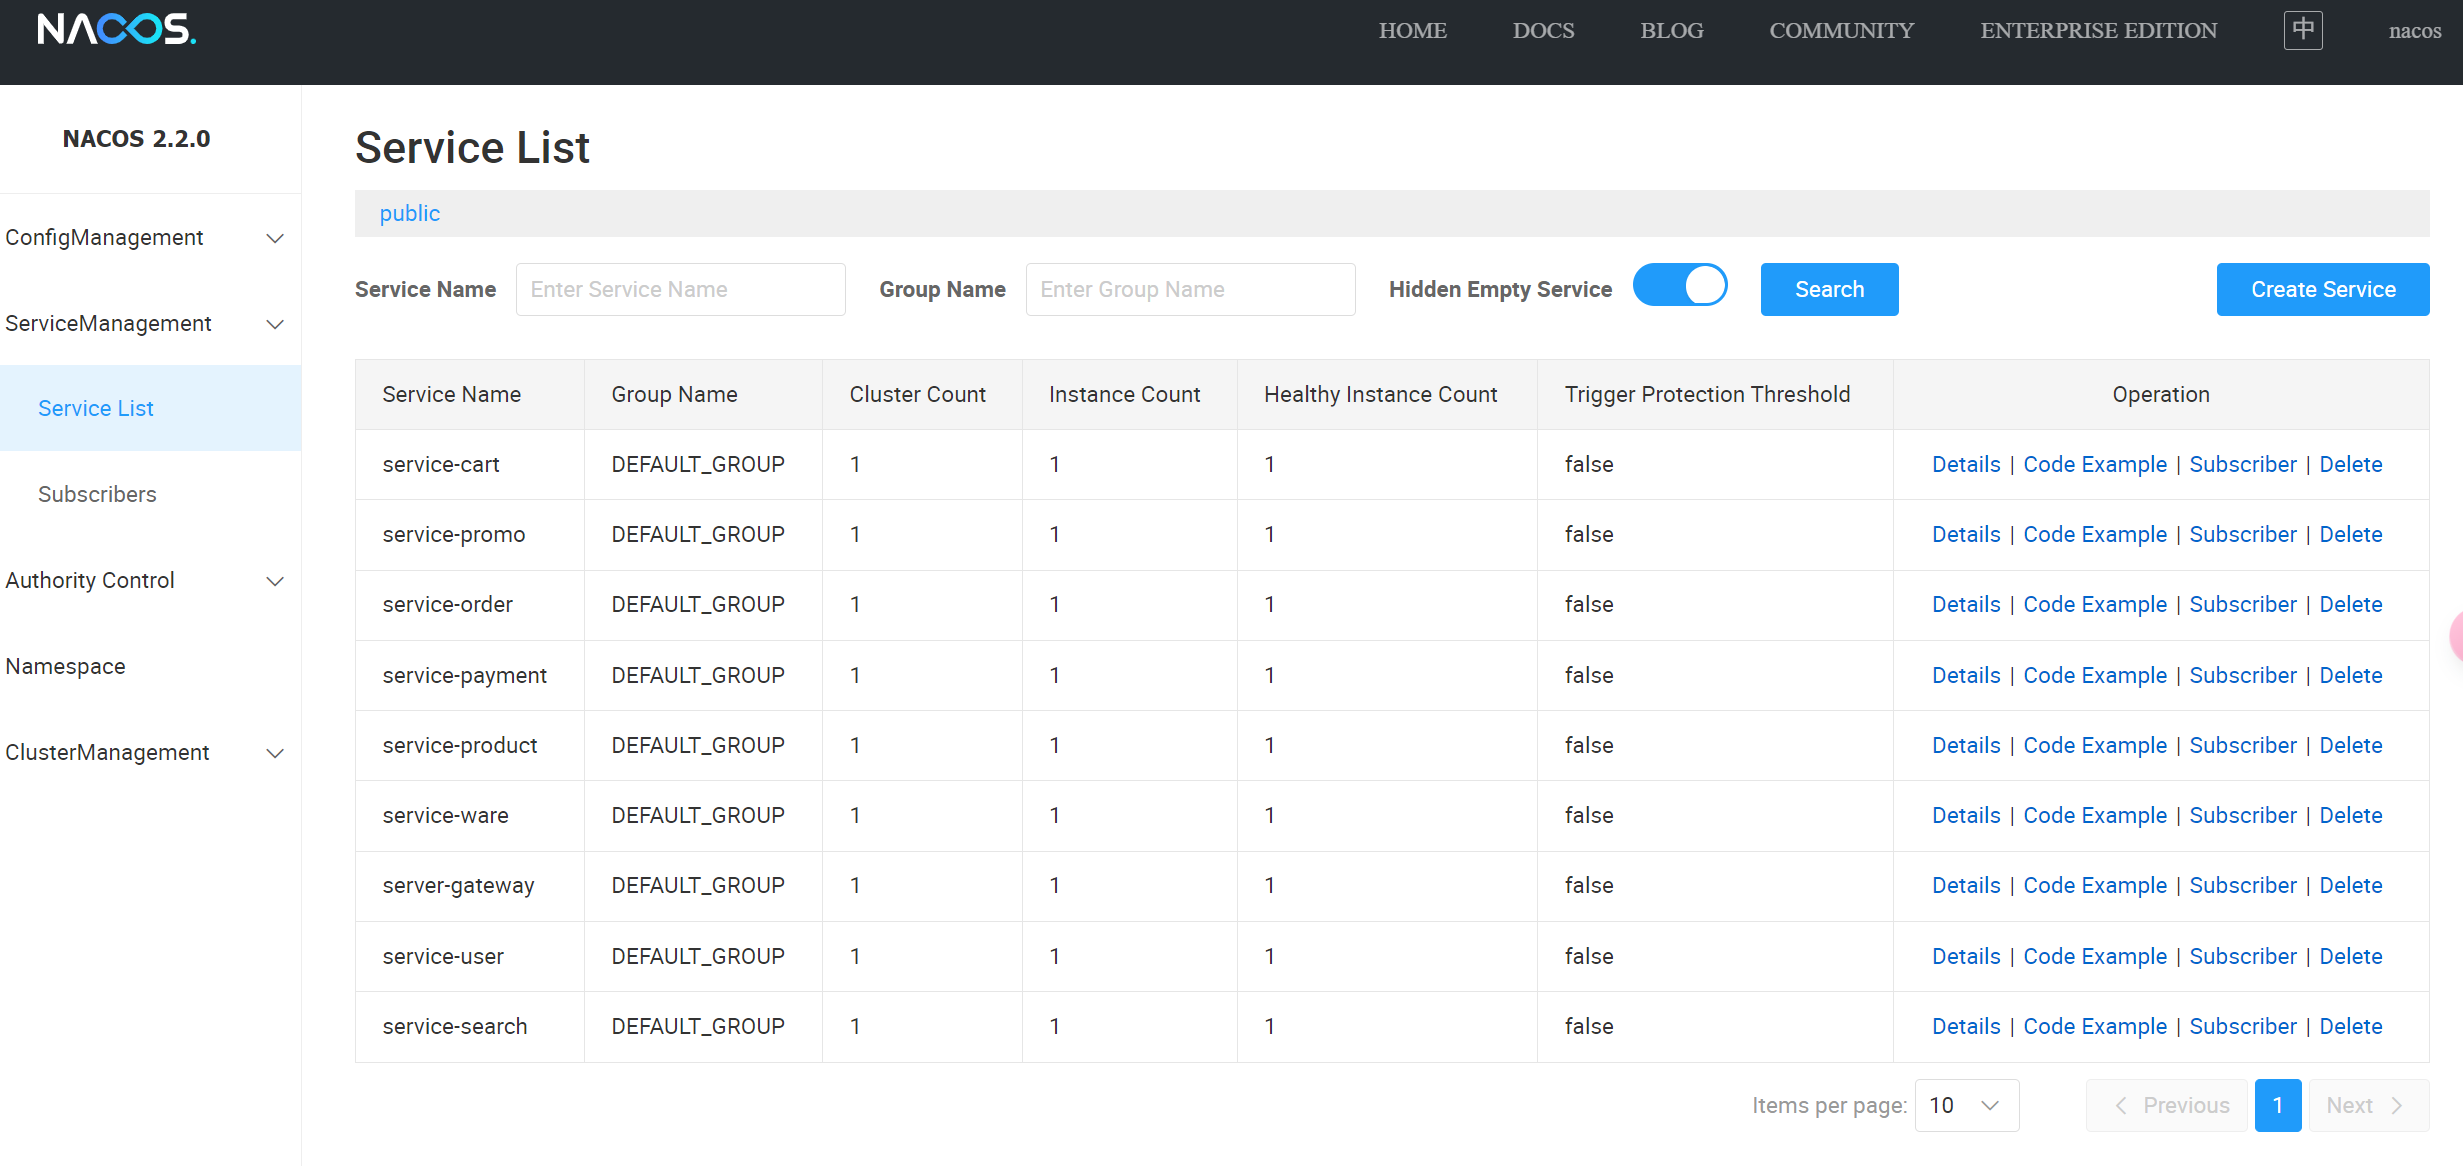 NACOS.
HOME DOCS BLOG COMMUNITY ENTERPRISE EDITION 中 nacos
NACOS 2.2.0
ConfigManagement
ServiceManagement
Service List
Subscribers
Authority Control
Namespace
ClusterManagement
Service List
public
Service Name Enter Service Name Group Name Enter Group Name Hidden Empty Service Search Create Service
Service Name Group Name Cluster Count Instance Count Healthy Instance Count Trigger Protection Threshold Operation
service-cart DEFAULT_GROUP 1 1 1 false Details | Code Example | Subscriber | Delete
service-promo DEFAULT_GROUP 1 1 1 false Details | Code Example | Subscriber | Delete
service-order DEFAULT_GROUP 1 1 1 false Details | Code Example | Subscriber | Delete
service-payment DEFAULT_GROUP 1 1 1 false Details | Code Example | Subscriber | Delete
service-product DEFAULT_GROUP 1 1 1 false Details | Code Example | Subscriber | Delete
service-ware DEFAULT_GROUP 1 1 1 false Details | Code Example | Subscriber | Delete
server-gateway DEFAULT_GROUP 1 1 1 false Details | Code Example | Subscriber | Delete
service-user DEFAULT_GROUP 1 1 1 false Details | Code Example | Subscriber | Delete
service-search DEFAULT_GROUP 1 1 1 false Details | Code Example | Subscriber | Delete
Items per page: 10 Previous 1 Next